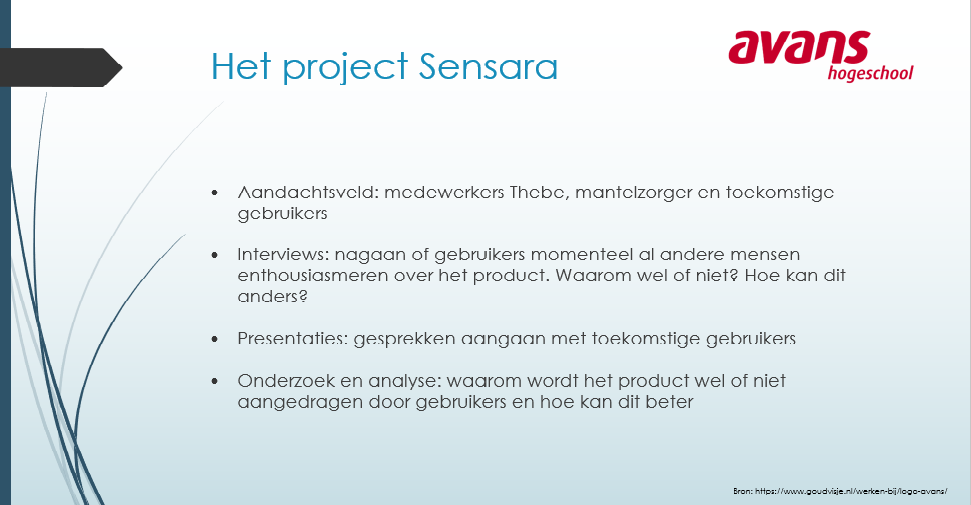 Het project Sensara
avans
hogeschool
• Aandachtsveld: medewerkers Thebe, mantelzorger en toekomstige
gebruikers
• Interviews: nagaan of gebruikers momenteel al andere mensen
enthousiasmeren over het product. Waarom wel of niet? Hoe kan dit
anders?
• Presentaties: gesprekken aangaan met toekomstige gebruikers
• Onderzoek en analyse: waarom wordt het product wel of niet
aangedragen door gebruikers en hoe kan dit beter
Bron: https://www.goudvisje.nl/werken-bij/logo-avans/